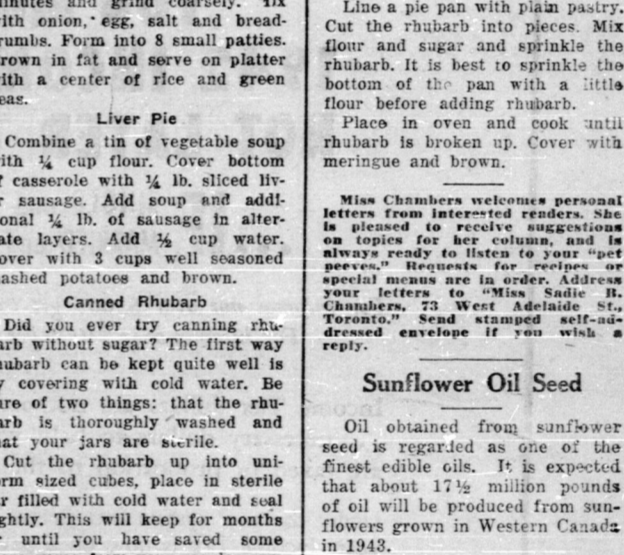 minutes and grind coarsely.
with onion, egg, salt and bread-
crumbs. Form into 8 small patties.
Brown in fat and serve on platter
with a center of rice and green
peas.
Liver Pie
Combine a tin of vegetable soup
with ¼ cup flour. Cover bottom
of casserole with ¼ lb. sliced liv-
er sausage. Add soup and addi-
tional ¼ lb. of sausage in alter-
nate layers. Add ½ cup water.
Cover with 3 cups well seasoned
mashed potatoes and brown.
Canned Rhubarb
Did you ever try canning rhu-
barb without sugar? The first way
rhubarb can be kept quite well is
by covering with cold water. Be
sure of two things: that the rhu-
barb is thoroughly washed and
that your jars are sterile.
Cut the rhubarb up into uni-
form sized cubes, place in sterile
jar filled with cold water and seal
tightly. This will keep for months
or until you have saved some
Line a pie pan with plain pastry.
Cut the rhubarb into pieces. Mix
flour and sugar and sprinkle the
rhubarb. It is best to sprinkle the
bottom of the pan with a little
flour before adding rhubarb.
Place in oven and cook until
rhubarb is broken up. Cover with
meringue and brown.
Miss Chambers welcomes personal
letters from interested readers. She
is pleased to receive suggestions
on topics for her column, and is
always ready to listen to your "pet
peeves." Requests for recipes or
special menus are in order. Address
your letters to "Miss Sadie B.
Chambers, 73 West Adelaide St.,
Toronto." Send stamped self-ad-
dressed envelope if you wish a
reply.
Sunflower Oil Seed
Oil obtained from sunflower
seed is regarded as one of the
finest edible oils. It is expected
that about 17½ million pounds
of oil will be produced from sun-
flowers grown in Western Canada
in 1943.